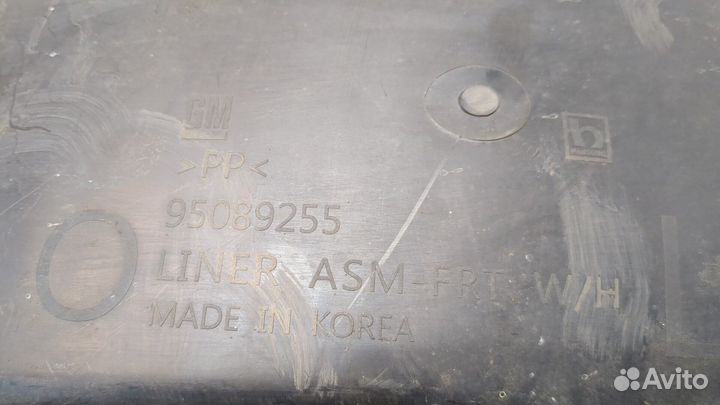 GM
>PP<
95089255
LINER ASM-FRT W/H
MADE IN KOREA
Avito